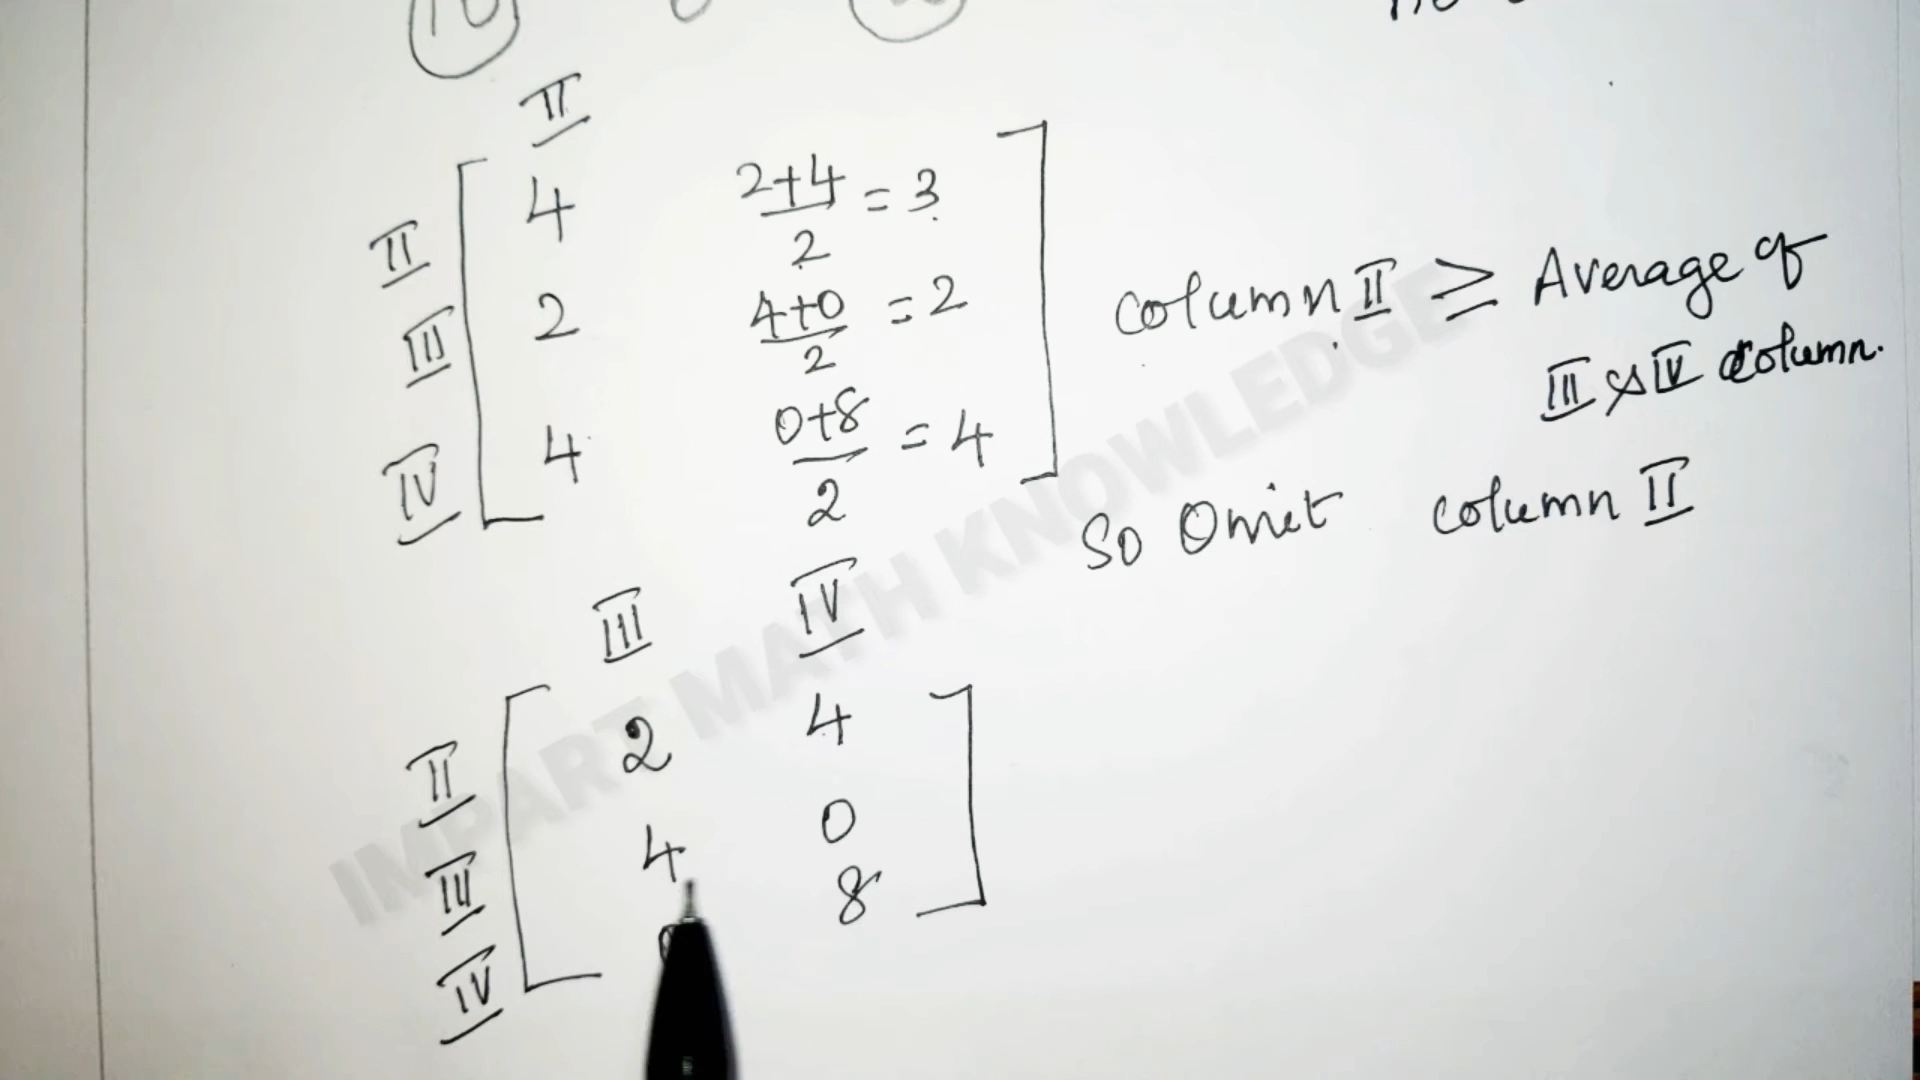 10
II
II 4 2+4/2 = 3
III 2 4+0/2 = 2
IV 4 0+8/2 = 4
Column II ≥ Average of
III & IV column.
So Omit column II
III IV
II 2 4
III 4 0
IV 8
IMPART MATH KNOWLEDGE